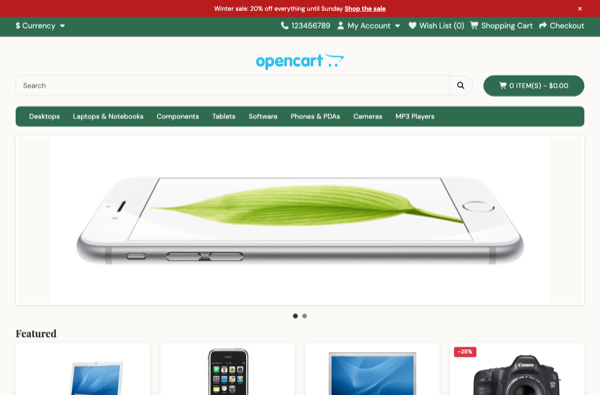 Winter sale: 20% off everything until Sunday Shop the sale ×
$ Currency 123456789 My Account Wish List (0) Shopping Cart Checkout
opencart
Search 0 ITEM(S) - $0.00
Desktops Laptops & Notebooks Components Tablets Software Phones & PDAs Cameras MP3 Players
Featured
-25%
Canon